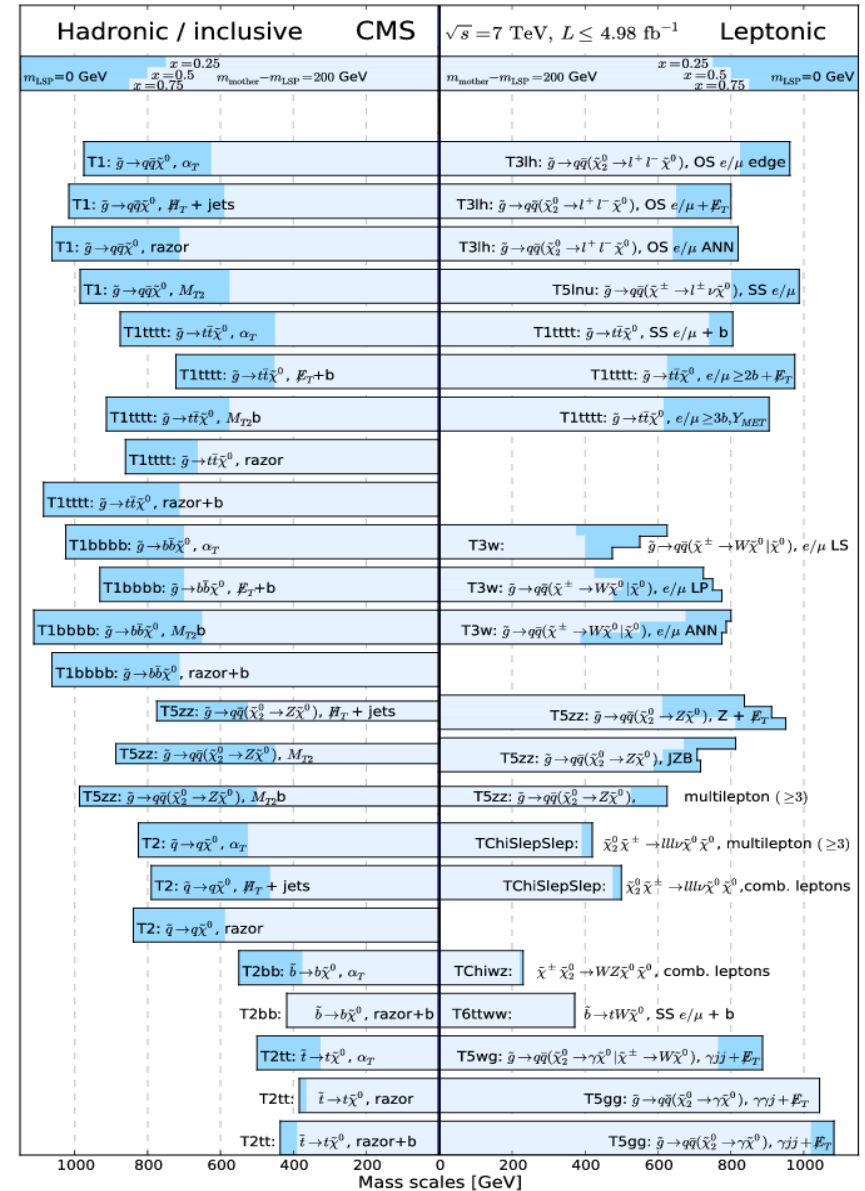 Hadronic / inclusive CMS √s = 7 TeV, L ≤ 4.98 fb⁻¹ Leptonic
x=0.25 x=0.25
m_LSP=0 GeV x=0.5 m_mother−m_LSP=200 GeV m_mother−m_LSP=200 GeV x=0.5 m_LSP=0 GeV
x=0.75 x=0.75
T1: g̃→qq̄χ̃⁰, α_T T3lh: g̃→qq̄(χ̃₂⁰→l⁺l⁻χ̃⁰), OS e/μ edge
T1: g̃→qq̄χ̃⁰, H̸_T + jets T3lh: g̃→qq̄(χ̃₂⁰→l⁺l⁻χ̃⁰), OS e/μ+E̸_T
T1: g̃→qq̄χ̃⁰, razor T3lh: g̃→qq̄(χ̃₂⁰→l⁺l⁻χ̃⁰), OS e/μ ANN
T1: g̃→qq̄χ̃⁰, M_T2 T5lnu: g̃→qq̄(χ̃^±→l^±νχ̃⁰), SS e/μ
T1tttt: g̃→tt̄χ̃⁰, α_T T1tttt: g̃→tt̄χ̃⁰, SS e/μ + b
T1tttt: g̃→tt̄χ̃⁰, E̸_T+b T1tttt: g̃→tt̄χ̃⁰, e/μ≥2b+E̸_T
T1tttt: g̃→tt̄χ̃⁰, M_T2b T1tttt: g̃→tt̄χ̃⁰, e/μ≥3b,Y_MET
T1tttt: g̃→tt̄χ̃⁰, razor
T1tttt: g̃→tt̄χ̃⁰, razor+b
T1bbbb: g̃→bb̄χ̃⁰, α_T T3w: g̃→qq̄(χ̃^±→Wχ̃⁰|χ̃⁰), e/μ LS
T1bbbb: g̃→bb̄χ̃⁰, E̸_T+b T3w: g̃→qq̄(χ̃^±→Wχ̃⁰|χ̃⁰), e/μ LP
T1bbbb: g̃→bb̄χ̃⁰, M_T2b T3w: g̃→qq̄(χ̃^±→Wχ̃⁰|χ̃⁰), e/μ ANN
T1bbbb: g̃→bb̄χ̃⁰, razor+b
T5zz: g̃→qq̄(χ̃₂⁰→Zχ̃⁰), H̸_T + jets T5zz: g̃→qq̄(χ̃₂⁰→Zχ̃⁰), Z + E̸_T
T5zz: g̃→qq̄(χ̃₂⁰→Zχ̃⁰), M_T2 T5zz: g̃→qq̄(χ̃₂⁰→Zχ̃⁰), JZB
T5zz: g̃→qq̄(χ̃₂⁰→Zχ̃⁰), M_T2b T5zz: g̃→qq̄(χ̃₂⁰→Zχ̃⁰), multilepton (≥3)
T2: q̃→qχ̃⁰, α_T TChiSlepSlep: χ̃₂⁰χ̃^±→lllνχ̃⁰χ̃⁰, multilepton (≥3)
T2: q̃→qχ̃⁰, H̸_T + jets TChiSlepSlep: χ̃₂⁰χ̃^±→lllνχ̃⁰χ̃⁰,comb. leptons
T2: q̃→qχ̃⁰, razor
T2bb: b̃→bχ̃⁰, α_T TChiwz: χ̃^±χ̃₂⁰→WZχ̃⁰χ̃⁰, comb. leptons
T2bb: b̃→bχ̃⁰, razor+b T6ttww: b̃→tWχ̃⁰, SS e/μ + b
T2tt: t̃→tχ̃⁰, α_T T5wg: g̃→qq̄(χ̃₂⁰→γχ̃⁰|χ̃^±→Wχ̃⁰), γjj+E̸_T
T2tt: t̃→tχ̃⁰, razor T5gg: g̃→qq̄(χ̃₂⁰→γχ̃⁰), γγj+E̸_T
T2tt: t̃→tχ̃⁰, razor+b T5gg: g̃→qq̄(χ̃₂⁰→γχ̃⁰), γjj+E̸_T
1000 800 600 400 200 0 200 400 600 800 1000
Mass scales [GeV]